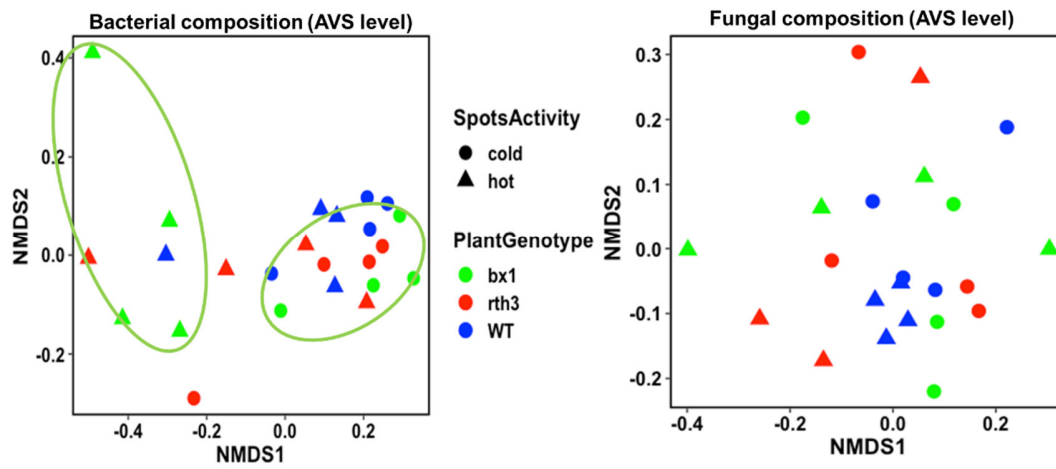 Bacterial composition (AVS level)
NMDS2
0.4
0.2
0.0
-0.2
-0.4
-0.2
0.0
0.2
NMDS1
SpotsActivity
cold
hot
PlantGenotype
bx1
rth3
WT
Fungal composition (AVS level)
NMDS2
0.3
0.2
0.1
0.0
-0.1
-0.2
-0.4
-0.2
0.0
0.2
NMDS1